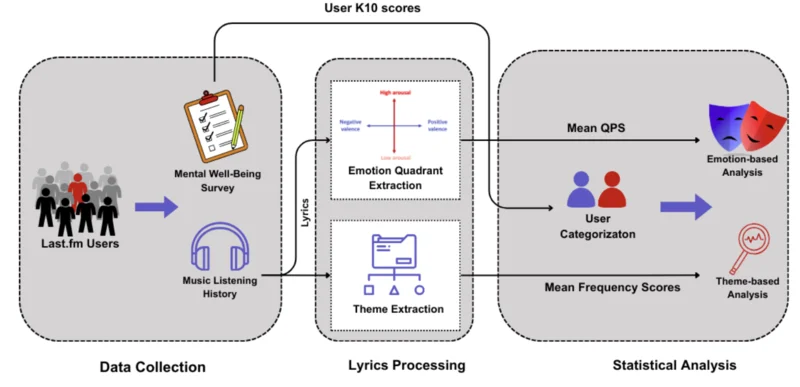 User K10 scores
Last.fm Users
Mental Well-Being
Survey
Music Listening
History
Lyrics
High arousal
Negative
valence
Positive
valence
Low arousal
Emotion Quadrant
Extraction
Theme Extraction
Mean QPS
User
Categorizaton
Mean Frequency Scores
Emotion-based
Analysis
Theme-based
Analysis
Data Collection
Lyrics Processing
Statistical Analysis